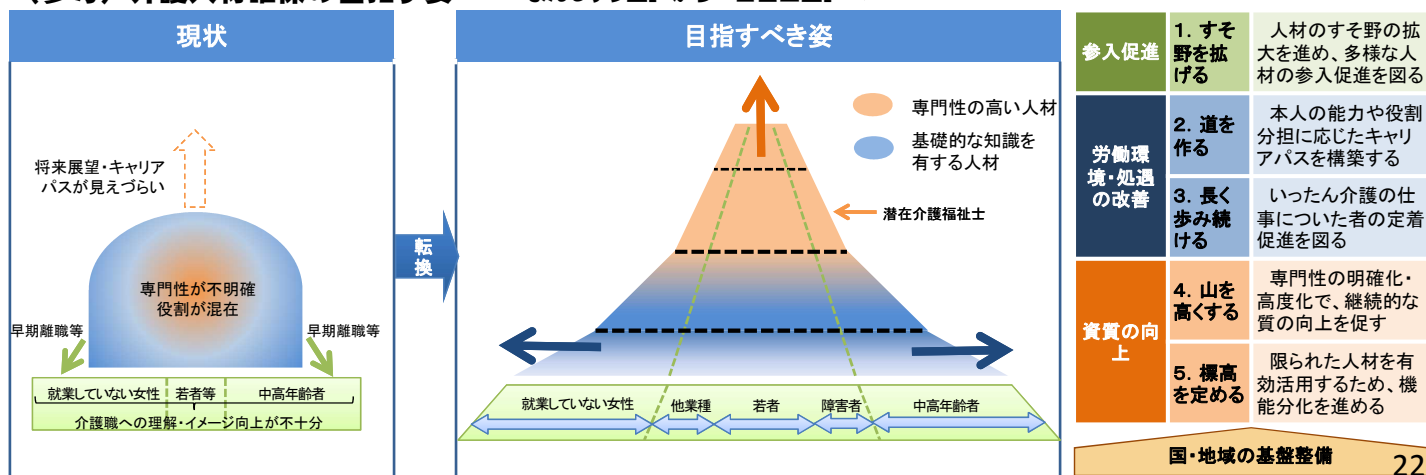 現状
将来展望・キャリア
パスが見えづらい
専門性が不明確
役割が混在
早期離職等
早期離職等
就業していない女性
若者等
中高年齢者
介護職への理解・イメージ向上が不十分
転
換
目指すべき姿
専門性の高い人材
基礎的な知識を
有する人材
潜在介護福祉士
就業していない女性
他業種
若者
障害者
中高年齢者
参入促進
1. すそ
野を拡
げる
人材のすそ野の拡
大を進め、多様な人
材の参入促進を図る
労働環
境・処遇
の改善
2. 道を
作る
本人の能力や役割
分担に応じたキャリ
アパスを構築する
3. 長く
歩み続
ける
いったん介護の仕
事についた者の定着
促進を図る
資質の向
上
4. 山を
高くする
専門性の明確化・
高度化で、継続的な
質の向上を促す
5. 標高
を定める
限られた人材を有
効活用するため、機
能分化を進める
国・地域の基盤整備
22